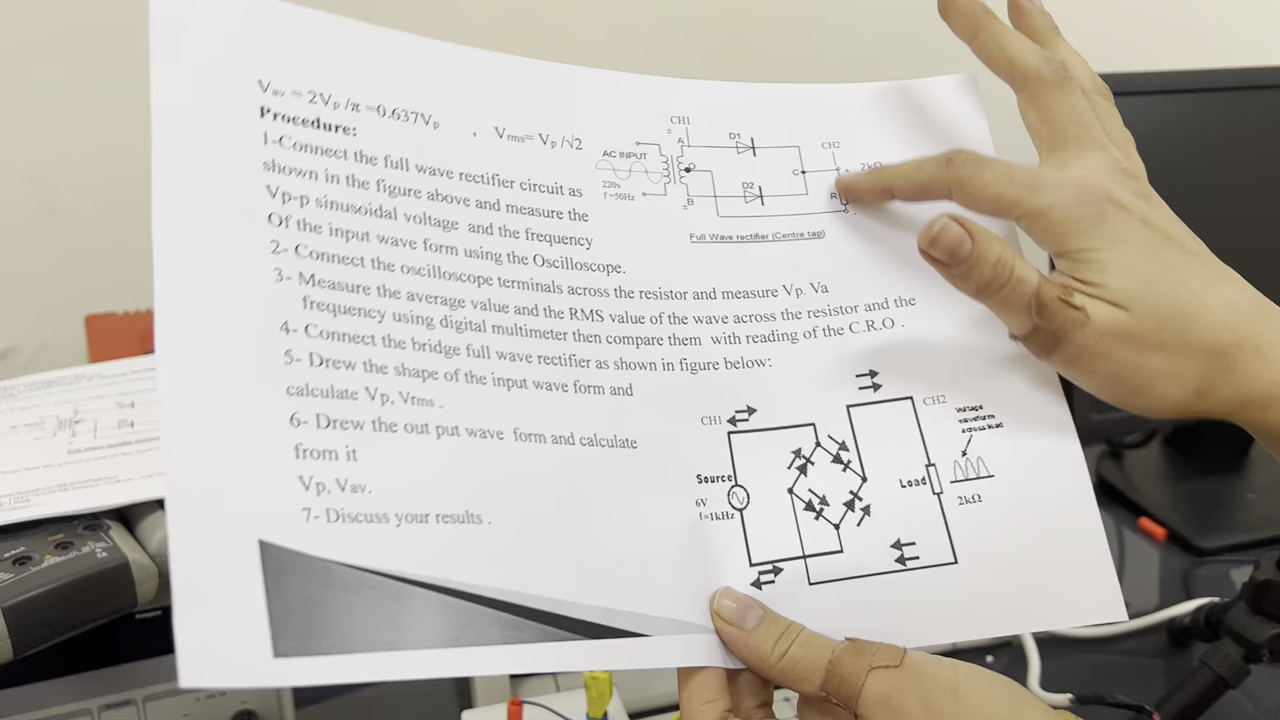 Vav = 2Vp /π =0.637Vp , Vrms= Vp /√2
Procedure:
1-Connect the full wave rectifier circuit as
shown in the figure above and measure the
Vp-p sinusoidal voltage and the frequency
Of the input wave form using the Oscilloscope.
2- Connect the oscilloscope terminals across the resistor and measure Vp. Va
3- Measure the average value and the RMS value of the wave across the resistor and the
frequency using digital multimeter then compare them with reading of the C.R.O .
4- Connect the bridge full wave rectifier as shown in figure below:
5- Drew the shape of the input wave form and
calculate Vp, Vrms .
6- Drew the out put wave form and calculate
from it
Vp, Vav.
7- Discuss your results .
CH1
±
A
D1
CH2
AC INPUT
O
C
2kΩ
220v
f=50Hz
D2
B
±
R
Full Wave rectifier (Centre tap)
CH1
CH2
Voltage
waveform
across load
Source
6V
f=1kHz
Load
2kΩ